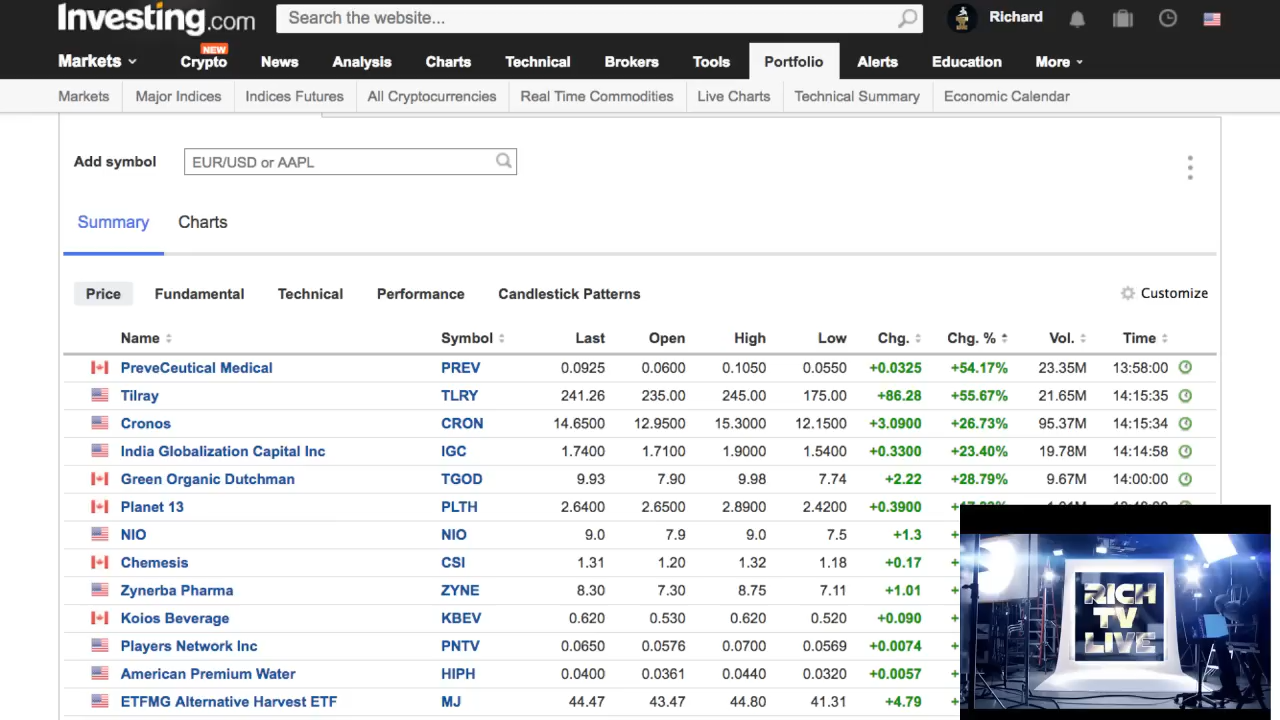 Investing.com Search the website... Richard
Markets Crypto NEW News Analysis Charts Technical Brokers Tools Portfolio Alerts Education More
Markets Major Indices Indices Futures All Cryptocurrencies Real Time Commodities Live Charts Technical Summary Economic Calendar
Add symbol EUR/USD or AAPL
Summary Charts
Price Fundamental Technical Performance Candlestick Patterns Customize
Name Symbol Last Open High Low Chg. Chg. % Vol. Time
PreveCeutical Medical PREV 0.0925 0.0600 0.1050 0.0550 +0.0325 +54.17% 23.35M 13:58:00
Tilray TLRY 241.26 235.00 245.00 175.00 +86.28 +55.67% 21.65M 14:15:35
Cronos CRON 14.6500 12.9500 15.3000 12.1500 +3.0900 +26.73% 95.37M 14:15:34
India Globalization Capital Inc IGC 1.7400 1.7100 1.9000 1.5400 +0.3300 +23.40% 19.78M 14:14:58
Green Organic Dutchman TGOD 9.93 7.90 9.98 7.74 +2.22 +28.79% 9.67M 14:00:00
Planet 13 PLTH 2.6400 2.6500 2.8900 2.4200 +0.3900
NIO NIO 9.0 7.9 9.0 7.5 +1.3
Chemesis CSI 1.31 1.20 1.32 1.18 +0.17
Zynerba Pharma ZYNE 8.30 7.30 8.75 7.11 +1.01
Koios Beverage KBEV 0.620 0.530 0.620 0.520 +0.090
Players Network Inc PNTV 0.0650 0.0576 0.0700 0.0569 +0.0074
American Premium Water HIPH 0.0400 0.0361 0.0440 0.0320 +0.0057
ETFMG Alternative Harvest ETF MJ 44.47 43.47 44.80 41.31 +4.79
RICH
TV
LIVE